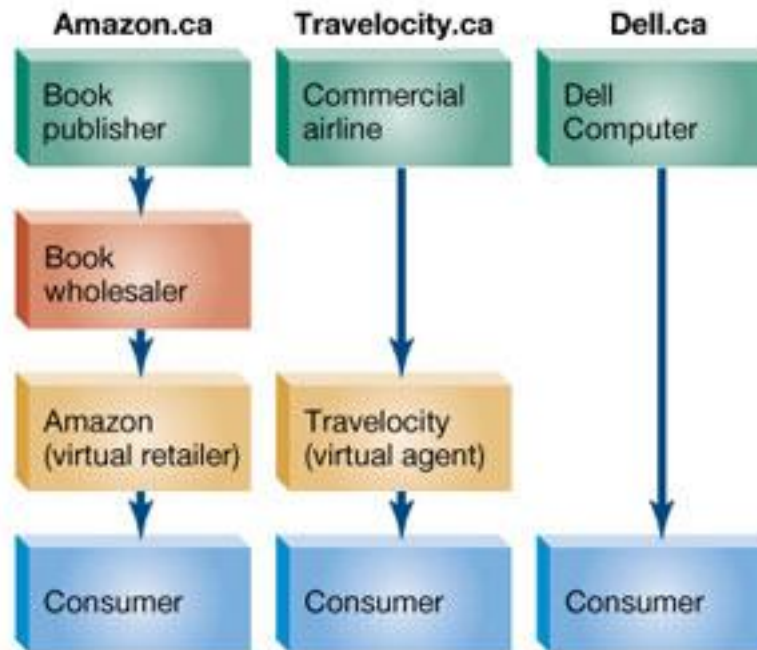 Amazon.ca
Travelocity.ca
Dell.ca
Book
publisher
Commercial
airline
Dell
Computer
Book
wholesaler
Amazon
(virtual retailer)
Travelocity
(virtual agent)
Consumer
Consumer
Consumer